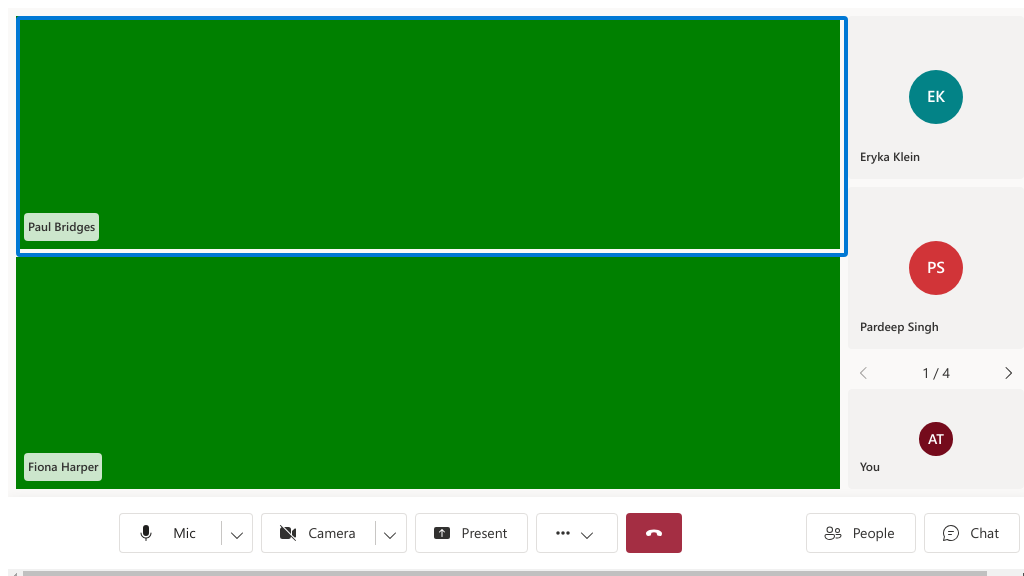 Paul Bridges
Fiona Harper
EK
Eryka Klein
PS
Pardeep Singh
1 / 4
AT
You
Mic
Camera
Present
People
Chat